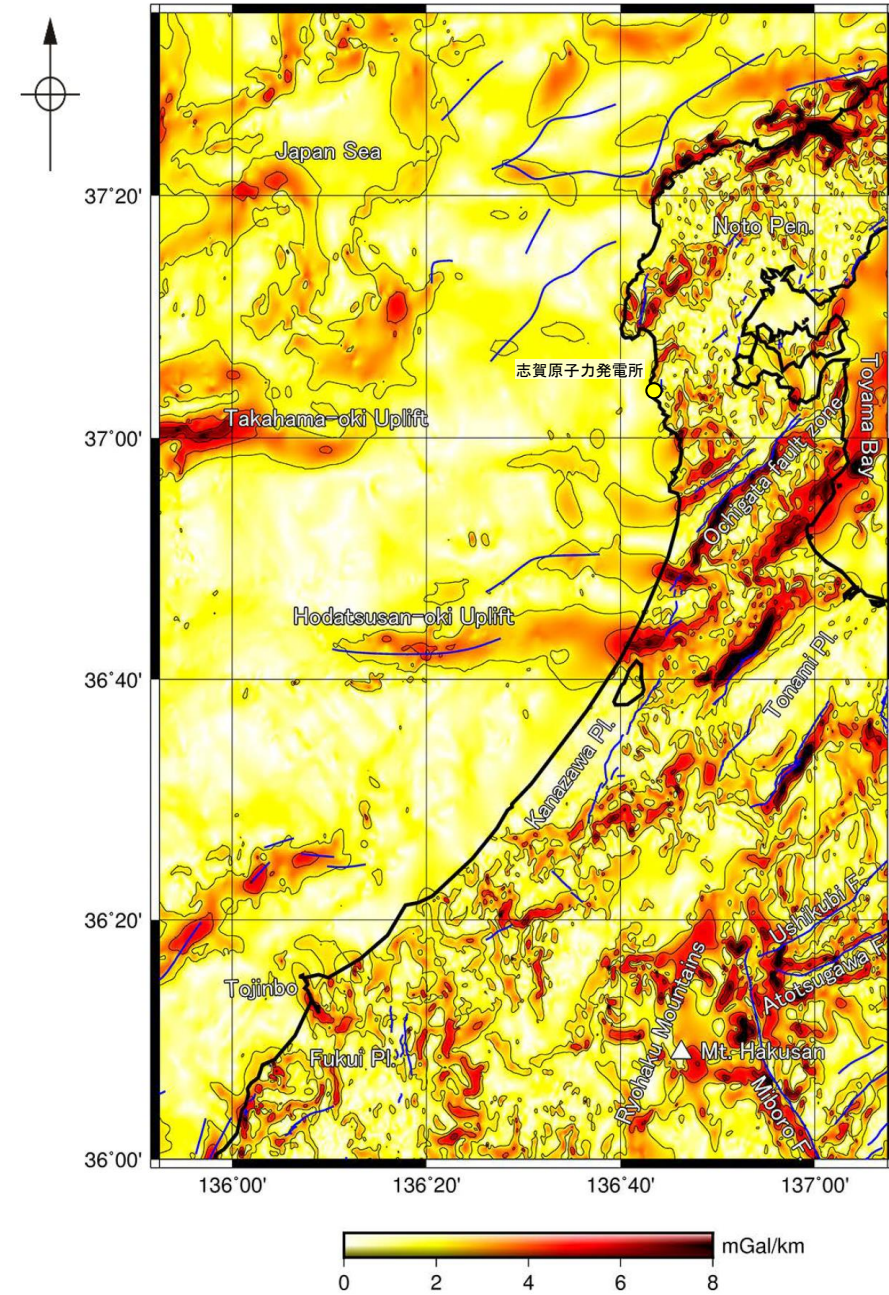 Japan Sea
37°20'
Noto Pen.
志賀原子力発電所
Toyama Bay
Takahama-oki Uplift
37°00'
Ochigata fault zone
Hodatsusan-oki Uplift
36°40'
Tonami Pl.
Kanazawa Pl.
36°20'
Ushikubi F.
Atotsugawa F.
Ryohaku Mountains
Tojinbo
Fukui Pl.
Mt. Hakusan
Miboro F.
36°00'
136°00' 136°20' 136°40' 137°00'
mGal/km
0 2 4 6 8